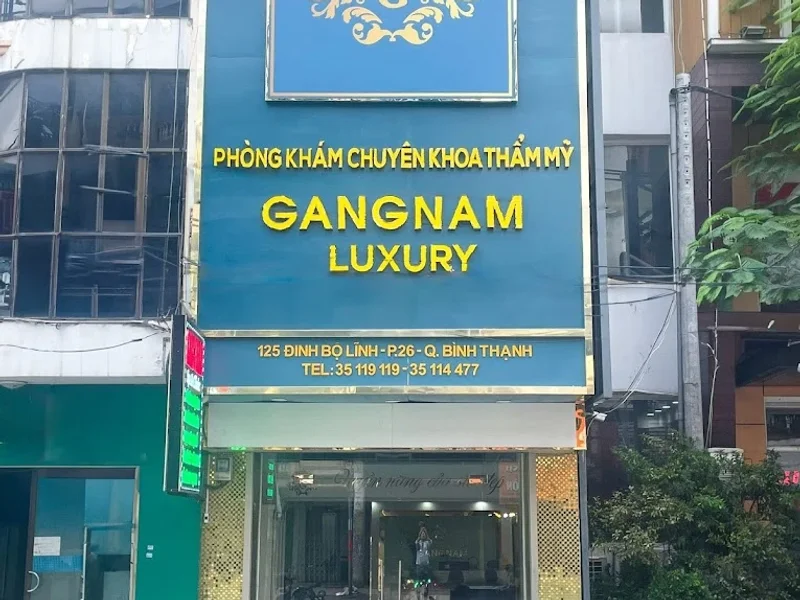 G
PHÒNG KHÁM CHUYÊN KHOA THẨM MỸ
GANGNAM
LUXURY
125 ĐINH BỘ LĨNH - P.26 - Q. BÌNH THẠNH
TEL: 35 119 119 - 35 114 477
GANGNAM